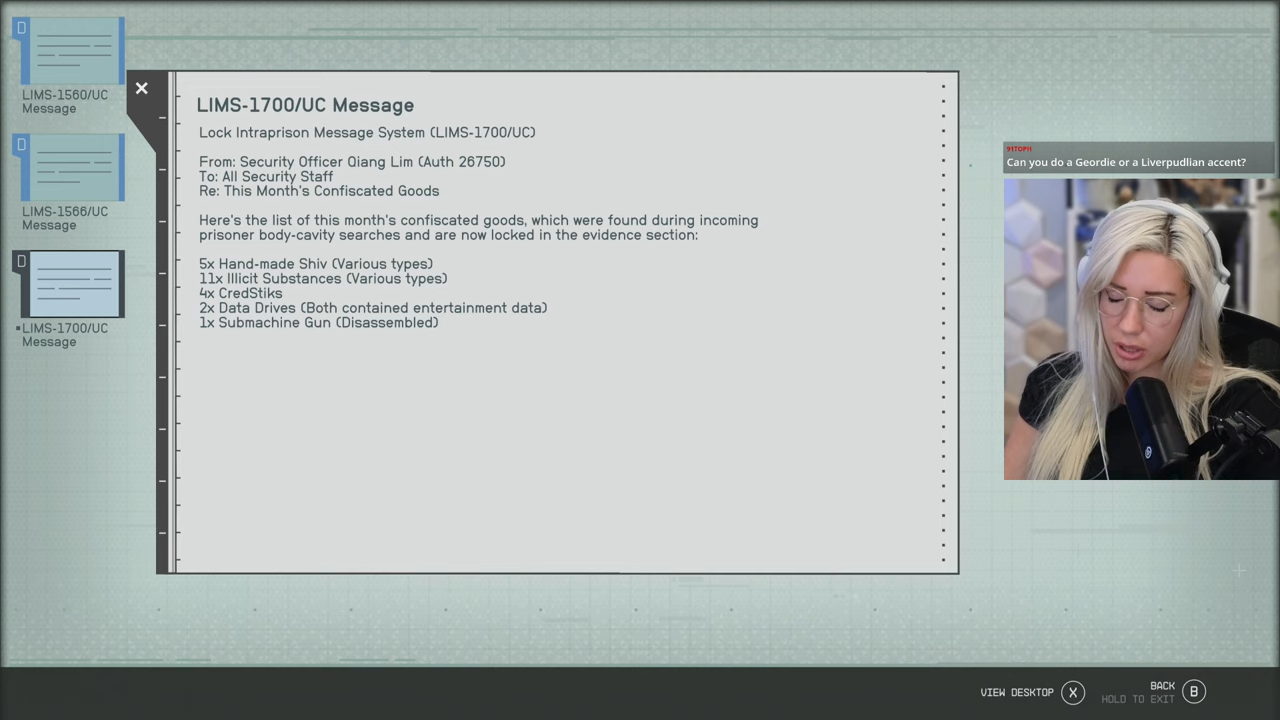 D
LIMS-1560/UC
Message
D
LIMS-1566/UC
Message
D
LIMS-1700/UC
Message
LIMS-1700/UC Message
Lock Intraprison Message System (LIMS-1700/UC)
From: Security Officer Qiang Lim (Auth 26750)
To: All Security Staff
Re: This Month's Confiscated Goods
Here's the list of this month's confiscated goods, which were found during incoming
prisoner body-cavity searches and are now locked in the evidence section:
5x Hand-made Shiv (Various types)
11x Illicit Substances (Various types)
4x CredStiks
2x Data Drives (Both contained entertainment data)
1x Submachine Gun (Disassembled)
Can you do a Geordie or a Liverpudlian accent?
VIEW DESKTOP X
BACK B
HOLD TO EXIT